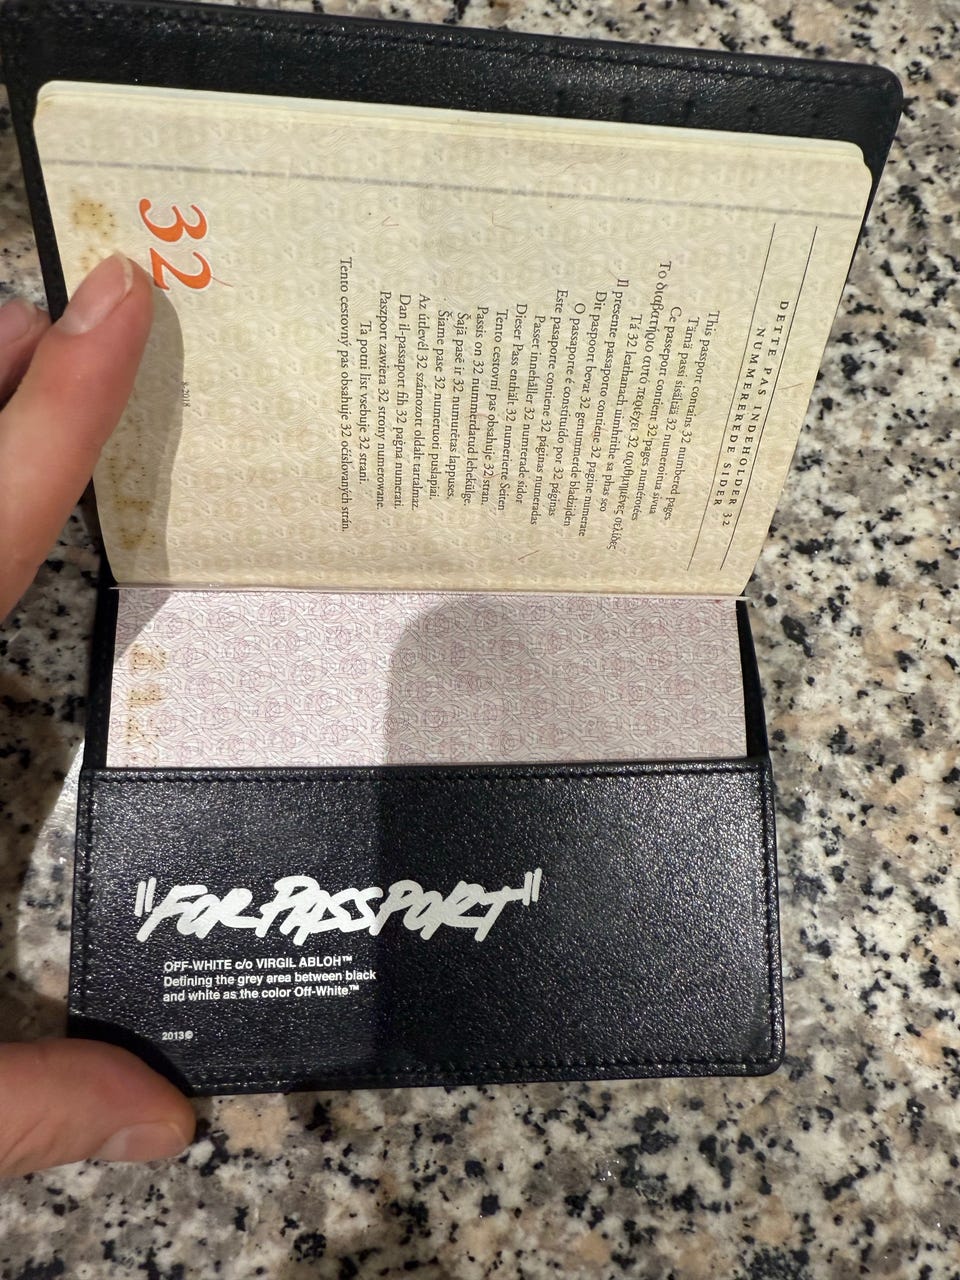 DETTE PAS INDEHOLDER 32
NUMMEREREDE SIDER
This passport contains 32 numbered pages
Tämä passi sisältää 32 numeroitua sivua
Ce passeport contient 32 pages numérotées
Το διαβατήριο αυτό περιέχει 32 αριθμημένες σελίδες
Tá 32 leathanach uimhrithe sa phas seo
Il presente passaporto contiene 32 pagine numerate
Dit paspoort bevat 32 genummerde bladzijden
O passaporte é constituído por 32 páginas
Este pasaporte contiene 32 páginas numeradas
Passet innehåller 32 numrerade sidor
Dieser Pass enthält 32 numerierte Seiten
Tento cestovní pas obsahuje 32 stran.
Passis on 32 nummerdatud lehekülge.
Šajā pasē ir 32 numurētas lappuses.
Šiame pase 32 numeruoti puslapiai.
Az útlevél 32 számozott oldalt tartalmaz.
Dan il-passaport fih 32 paġna numerati.
Paszport zawiera 32 strony numerowane.
Ta potni list vsebuje 32 strani.
Tento cestovný pas obsahuje 32 očíslovaných strán.
32
"FOR PASSPORT"
OFF-WHITE c/o VIRGIL ABLOH™
Defining the grey area between black
and white as the color Off-White.™
2013©